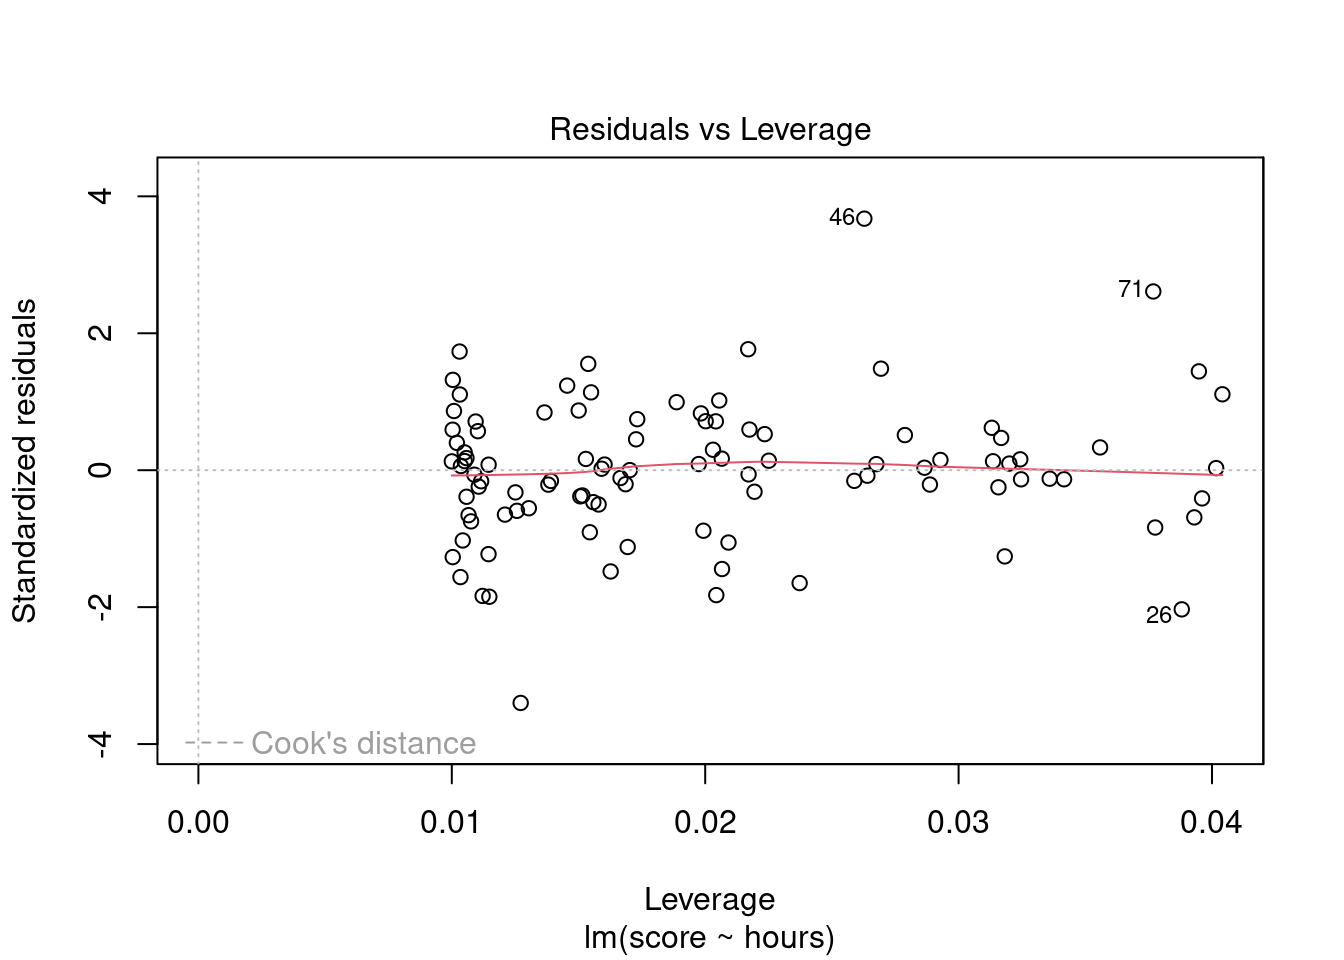 Residuals vs Leverage
Standardized residuals
4
2
0
-2
-4
46
71
26
Cook's distance
0.00 0.01 0.02 0.03 0.04
Leverage
lm(score ~ hours)